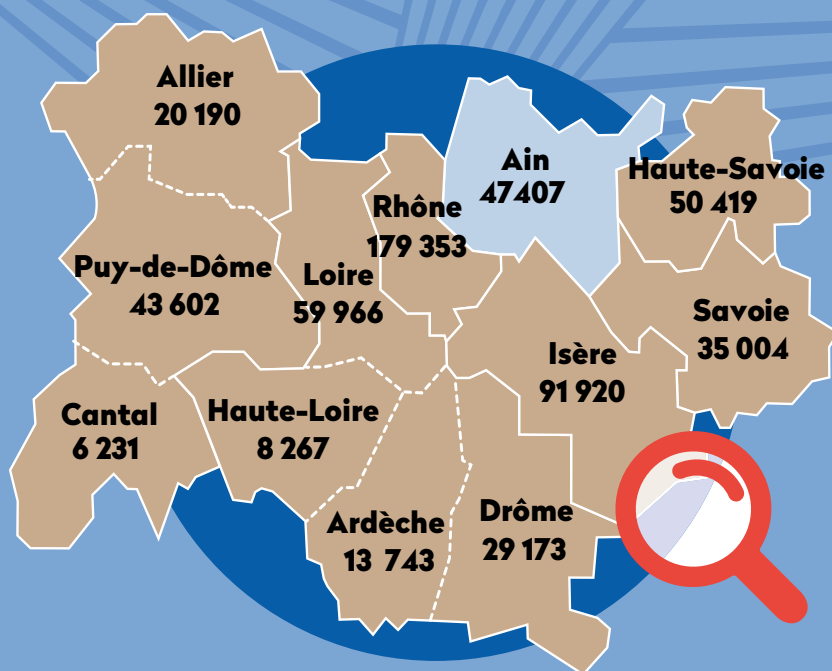 Allier
20 190
Ain
47407
Haute-Savoie
50 419
Rhône
179 353
Puy-de-Dôme
43 602
Loire
59 966
Savoie
35 004
Isère
91 920
Cantal
6 231
Haute-Loire
8 267
Ardèche
13 743
Drôme
29 173